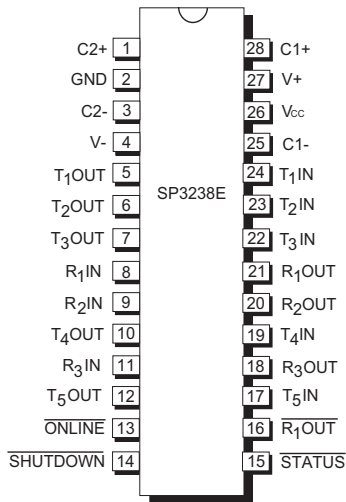 C2+ 1 28 C1+
GND 2 27 V+
C2- 3 26 Vcc
V- 4 25 C1-
T1OUT 5 24 T1IN
SP3238E
T2OUT 6 23 T2IN
T3OUT 7 22 T3IN
R1IN 8 21 R1OUT
R2IN 9 20 R2OUT
T4OUT 10 19 T4IN
R3IN 11 18 R3OUT
T5OUT 12 17 T5IN
ONLINE 13 16 R1OUT
SHUTDOWN 14 15 STATUS